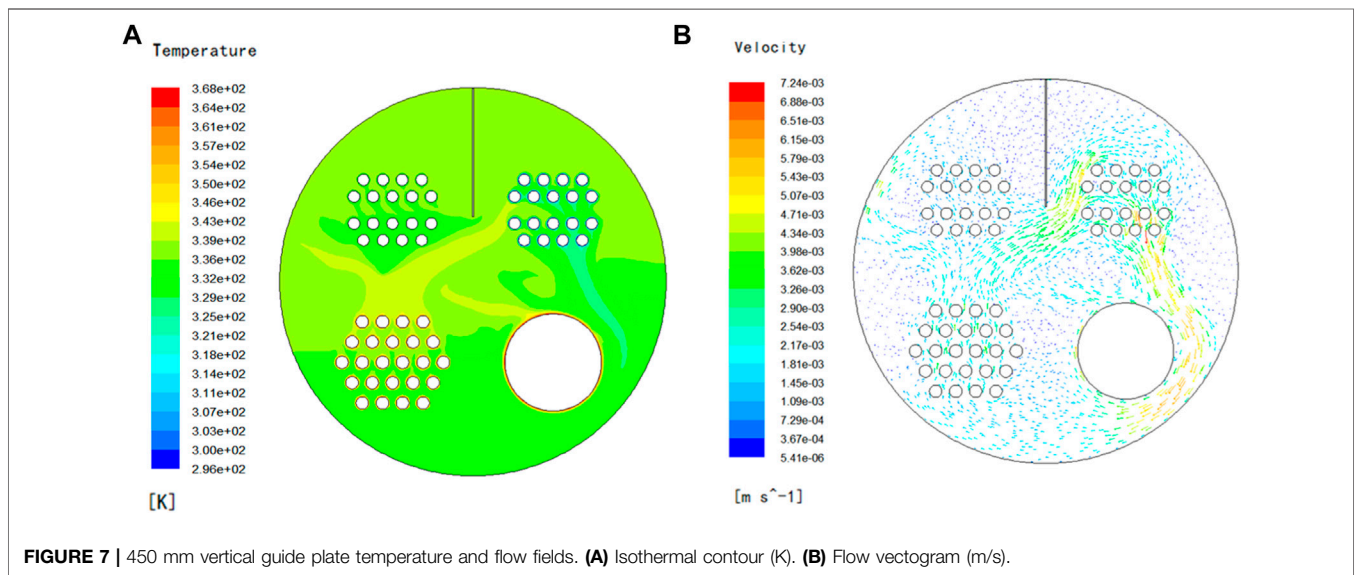 A
Temperature
3.68e+02
3.64e+02
3.61e+02
3.57e+02
3.54e+02
3.50e+02
3.46e+02
3.43e+02
3.39e+02
3.36e+02
3.32e+02
3.29e+02
3.25e+02
3.21e+02
3.18e+02
3.14e+02
3.11e+02
3.07e+02
3.03e+02
3.00e+02
2.96e+02
[K]
B
Velocity
7.24e-03
6.88e-03
6.51e-03
6.15e-03
5.79e-03
5.43e-03
5.07e-03
4.71e-03
4.34e-03
3.98e-03
3.62e-03
3.26e-03
2.90e-03
2.54e-03
2.17e-03
1.81e-03
1.45e-03
1.09e-03
7.29e-04
3.67e-04
5.41e-06
[m s^-1]
FIGURE 7 | 450 mm vertical guide plate temperature and flow fields. (A) Isothermal contour (K). (B) Flow vectogram (m/s).